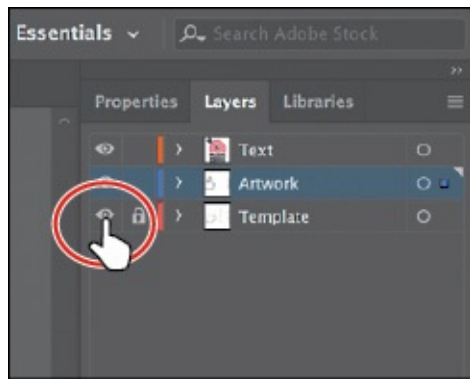 Essentials Search Adobe Stock
Properties Layers Libraries
Text
Artwork
Template